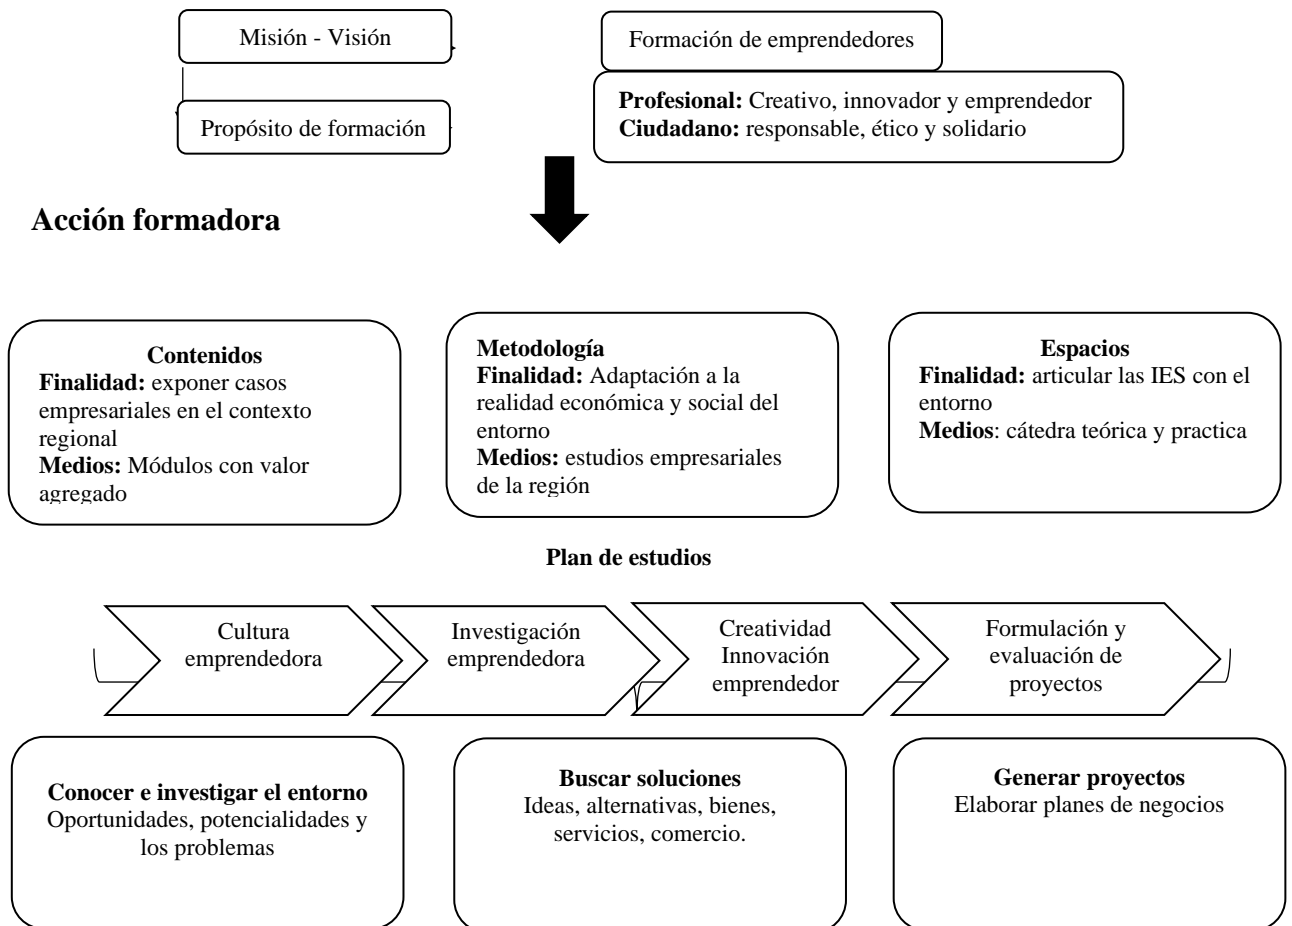 Misión - Visión
Formación de emprendedores
Propósito de formación
Profesional: Creativo, innovador y emprendedor
Ciudadano: responsable, ético y solidario
Acción formadora
Contenidos
Finalidad: exponer casos
empresariales en el contexto
regional
Medios: Módulos con valor
agregado
Metodología
Finalidad: Adaptación a la
realidad económica y social del
entorno
Medios: estudios empresariales
de la región
Espacios
Finalidad: articular las IES con el
entorno
Medios: cátedra teórica y practica
Plan de estudios
Cultura
emprendedora
Investigación
emprendedora
Creatividad
Innovación
emprendedor
Formulación y
evaluación de
proyectos
Conocer e investigar el entorno
Oportunidades, potencialidades y
los problemas
Buscar soluciones
Ideas, alternativas, bienes,
servicios, comercio.
Generar proyectos
Elaborar planes de negocios